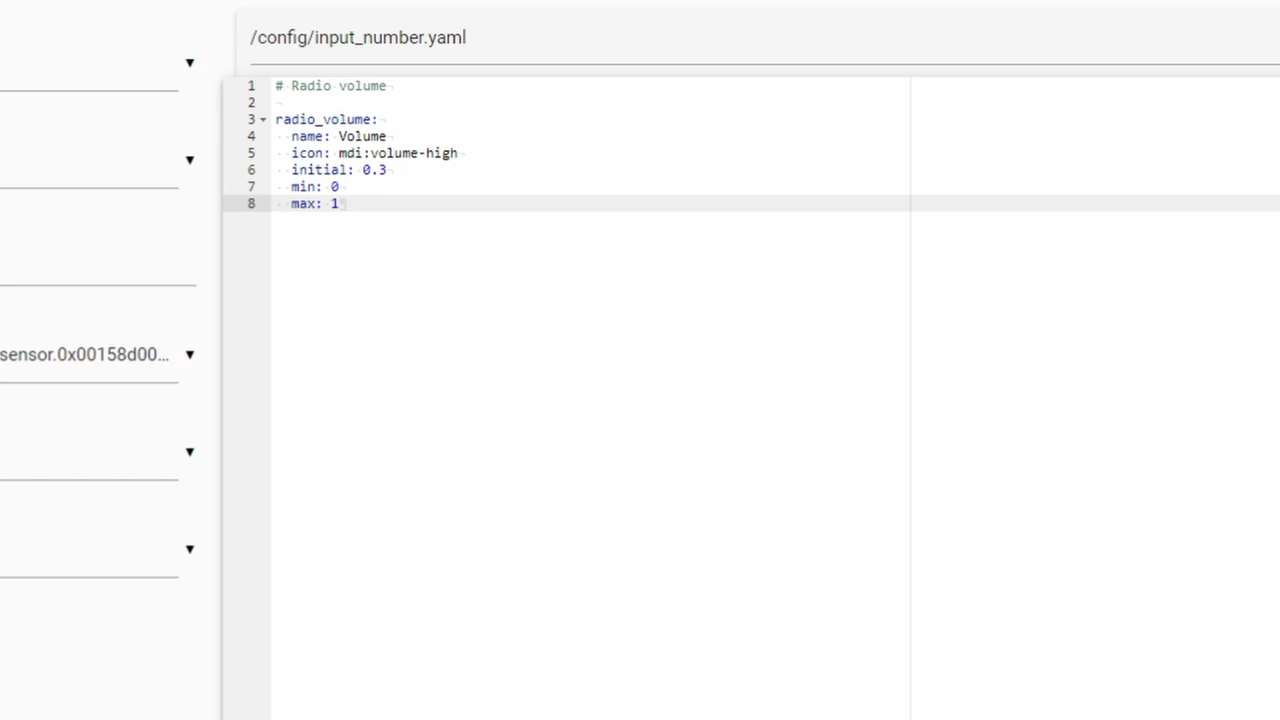 /config/input_number.yaml
1 # Radio volume
2
3 radio_volume:
4   name: Volume
5   icon: mdi:volume-high
6   initial: 0.3
7   min: 0
8   max: 1
sensor.0x00158d00...